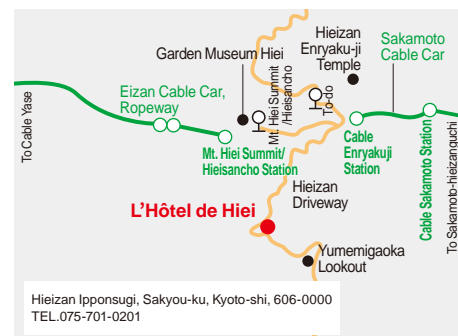 Hieizan
Enryaku-ji
Temple
Sakamoto
Cable Car
Garden Museum Hiei
Eizan Cable Car,
Ropeway
Mt. Hiei Summit
/Hieisancho
To-do
To Cable Yase
Mt. Hiei Summit/
Hieisancho Station
Cable
Enryakuji
Station
Cable Sakamoto Station
To Sakamoto-Hieizanguchi
Hieizan
Driveway
L'Hôtel de Hiei
Yumemigaoka
Lookout
Hieizan Ipponsugi, Sakyou-ku, Kyoto-shi, 606-0000
TEL.075-701-0201